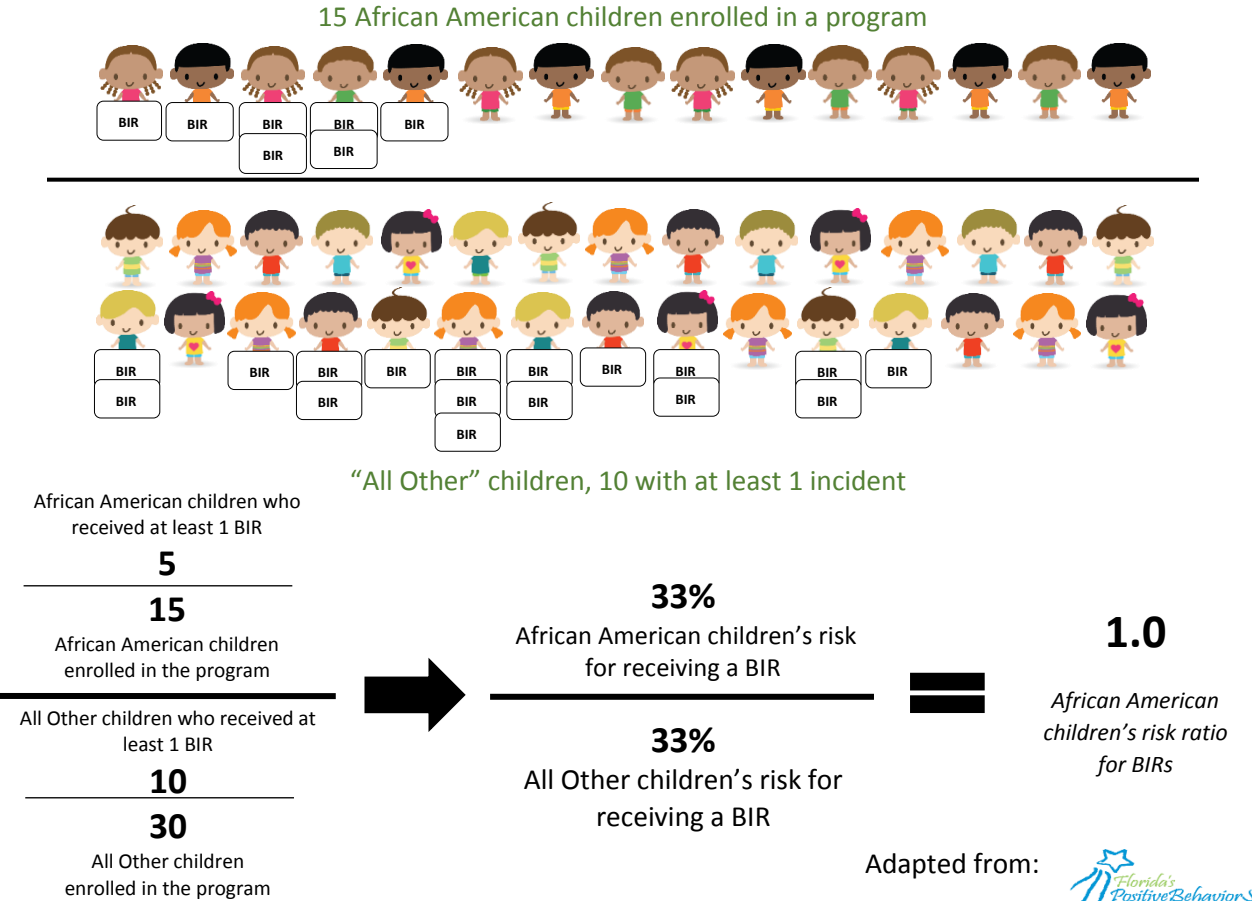 15 African American children enrolled in a program
BIR BIR BIR BIR BIR
BIR BIR
BIR BIR BIR BIR BIR BIR BIR BIR BIR BIR
BIR BIR BIR BIR BIR BIR
BIR
“All Other” children, 10 with at least 1 incident
African American children who
received at least 1 BIR
5
15
African American children
enrolled in the program
All Other children who received at
least 1 BIR
10
30
All Other children
enrolled in the program
33%
African American children’s risk
for receiving a BIR
33%
All Other children’s risk for
receiving a BIR
1.0
African American
children’s risk ratio
for BIRs
Adapted from:
Florida's
PositiveBehaviorS